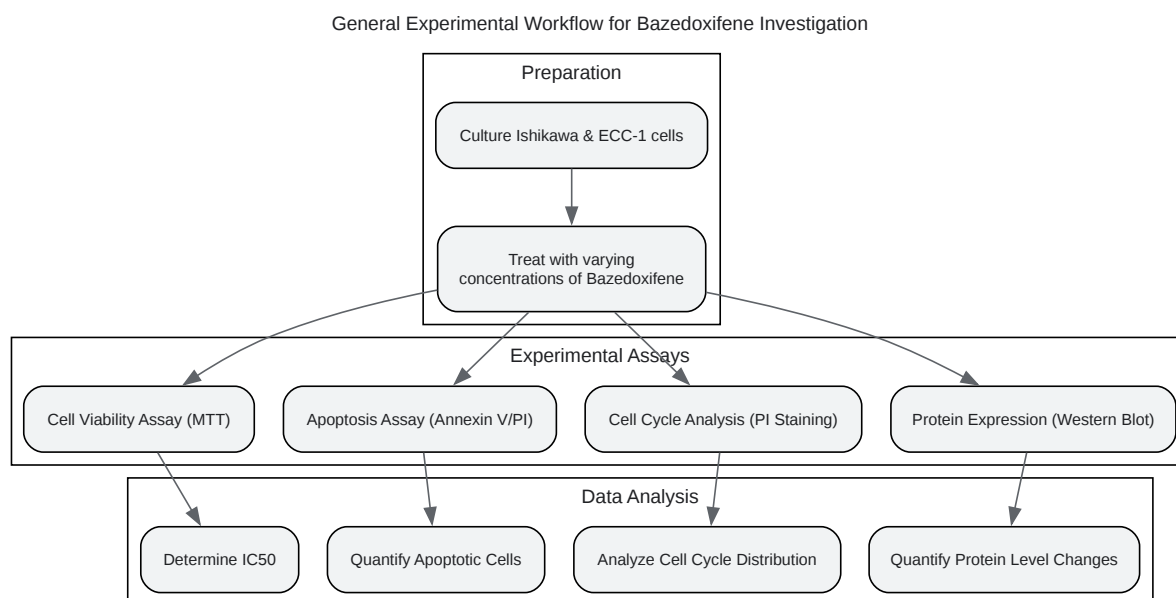 General Experimental Workflow for Bazedoxifene Investigation
Preparation
Culture Ishikawa & ECC-1 cells
Treat with varying
concentrations of Bazedoxifene
Experimental Assays
Cell Viability Assay (MTT)
Apoptosis Assay (Annexin V/PI)
Cell Cycle Analysis (PI Staining)
Protein Expression (Western Blot)
Data Analysis
Determine IC50
Quantify Apoptotic Cells
Analyze Cell Cycle Distribution
Quantify Protein Level Changes